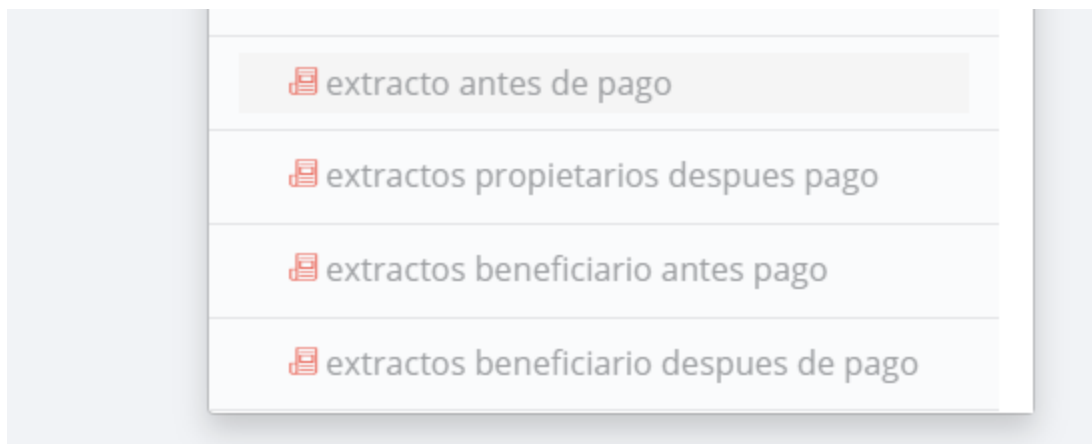 extracto antes de pago
extractos propietarios despues pago
extractos beneficiario antes pago
extractos beneficiario despues de pago